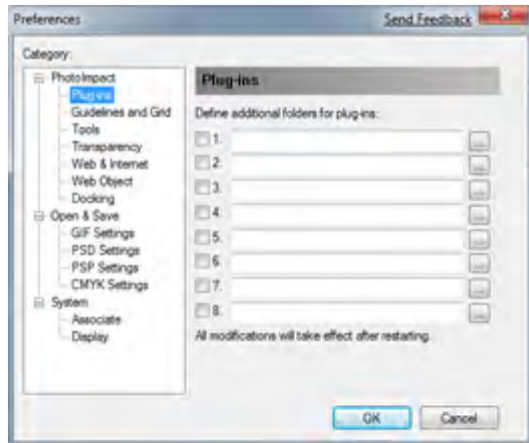 Preferences
Send Feedback
Category:
PhotoImpact
Plug-ins
Guidelines and Grid
Tools
Transparency
Web & Internet
Web Object
Docking
Open & Save
GIF Settings
PSD Settings
PSP Settings
CMYK Settings
System
Associate
Display
Plug-ins
Define additional folders for plug-ins:
1. ...
2. ...
3. ...
4. ...
5. ...
6. ...
7. ...
8. ...
All modifications will take effect after restarting.
OK
Cancel